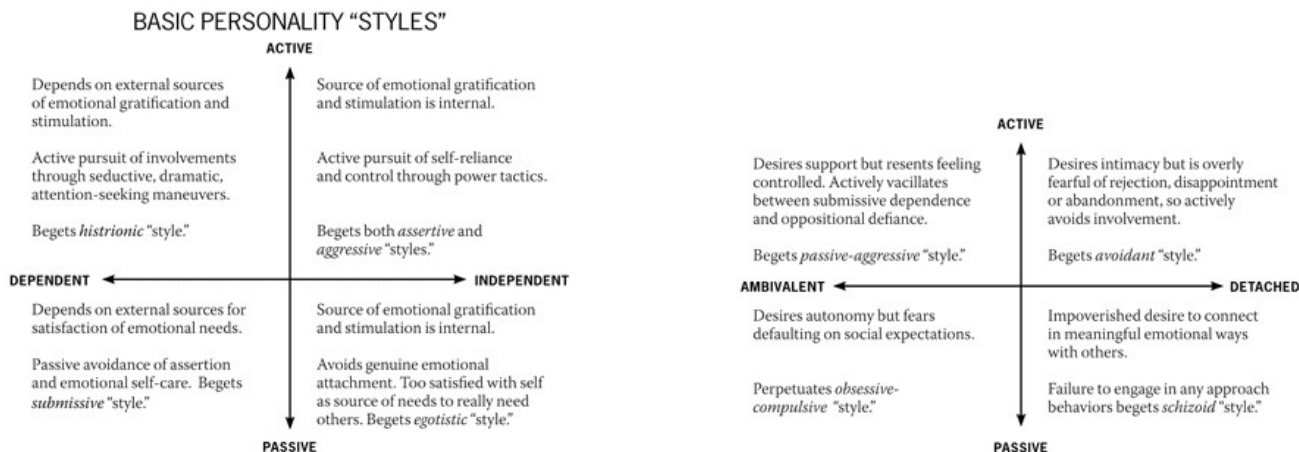 BASIC PERSONALITY “STYLES”
ACTIVE
Depends on external sources
of emotional gratification and
stimulation.
Active pursuit of involvements
through seductive, dramatic,
attention-seeking maneuvers.
Begets histrionic “style.”
Source of emotional gratification
and stimulation is internal.
Active pursuit of self-reliance
and control through power tactics.
Begets both assertive and
aggressive “styles.”
DEPENDENT
INDEPENDENT
Depends on external sources for
satisfaction of emotional needs.
Passive avoidance of assertion
and emotional self-care. Begets
submissive “style.”
Source of emotional gratification
and stimulation is internal.
Avoids genuine emotional
attachment. Too satisfied with self
as source of needs to really need
others. Begets egotistic “style.”
PASSIVE
ACTIVE
Desires support but resents feeling
controlled. Actively vacillates
between submissive dependence
and oppositional defiance.
Begets passive-aggressive “style.”
Desires intimacy but is overly
fearful of rejection, disappointment
or abandonment, so actively
avoids involvement.
Begets avoidant “style.”
AMBIVALENT
DETACHED
Desires autonomy but fears
defaulting on social expectations.
Perpetuates obsessive-
compulsive “style.”
Impoverished desire to connect
in meaningful emotional ways
with others.
Failure to engage in any approach
behaviors begets schizoid “style.”
PASSIVE